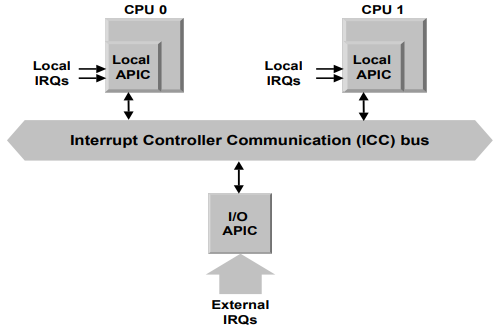 CPU 0
CPU 1
Local
IRQs
Local
APIC
Local
IRQs
Local
APIC
Interrupt Controller Communication (ICC) bus
I/O
APIC
External
IRQs